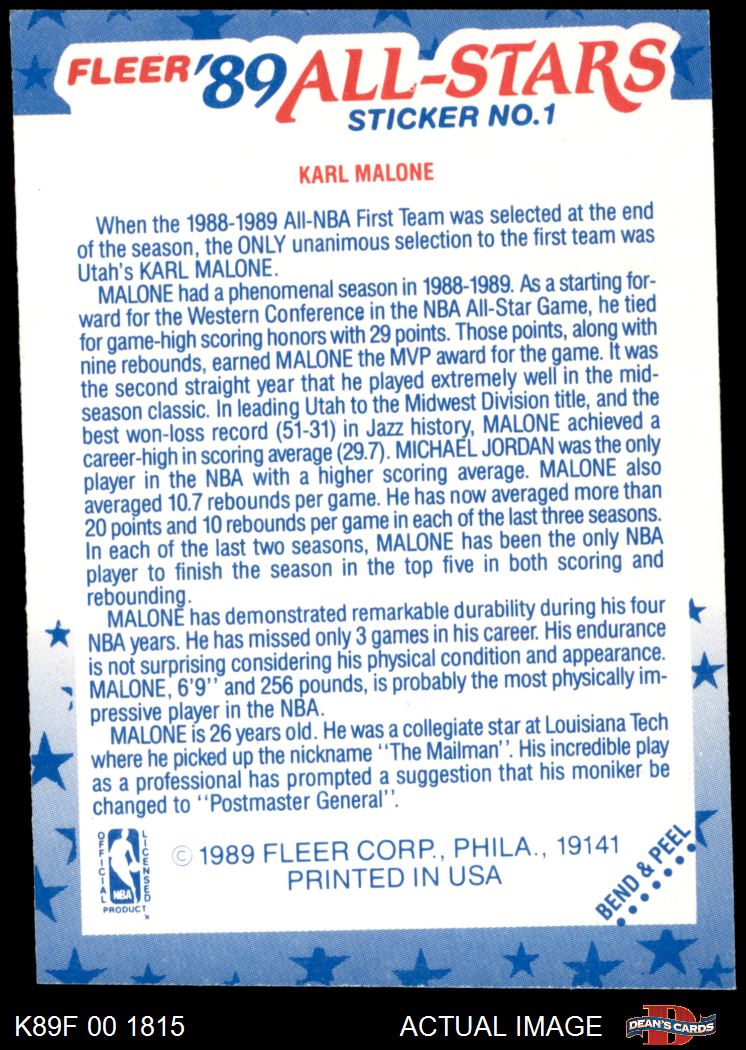 FLEER '89 ALL-STARS
STICKER NO.1
KARL MALONE
When the 1988-1989 All-NBA First Team was selected at the end
of the season, the ONLY unanimous selection to the first team was
Utah's KARL MALONE.
MALONE had a phenomenal season in 1988-1989. As a starting for-
ward for the Western Conference in the NBA All-Star Game, he tied
for game-high scoring honors with 29 points. Those points, along with
nine rebounds, earned MALONE the MVP award for the game. It was
the second straight year that he played extremely well in the mid-
season classic. In leading Utah to the Midwest Division title, and the
best won-loss record (51-31) in Jazz history, MALONE achieved a
career-high in scoring average (29.7). MICHAEL JORDAN was the only
player in the NBA with a higher scoring average. MALONE also
averaged 10.7 rebounds per game. He has now averaged more than
20 points and 10 rebounds per game in each of the last three seasons.
In each of the last two seasons, MALONE has been the only NBA
player to finish the season in the top five in both scoring and
rebounding.
MALONE has demonstrated remarkable durability during his four
NBA years. He has missed only 3 games in his career. His endurance
is not surprising considering his physical condition and appearance.
MALONE, 6'9'' and 256 pounds, is probably the most physically im-
pressive player in the NBA.
MALONE is 26 years old. He was a collegiate star at Louisiana Tech
where he picked up the nickname ''The Mailman''. His incredible play
as a professional has prompted a suggestion that his moniker be
changed to ''Postmaster General''.
OFFICIAL
LICENSED
NBA
PRODUCT
© 1989 FLEER CORP., PHILA., 19141
PRINTED IN USA
BEND & PEEL
K89F 00 1815
ACTUAL IMAGE
D
DEAN'S CARDS